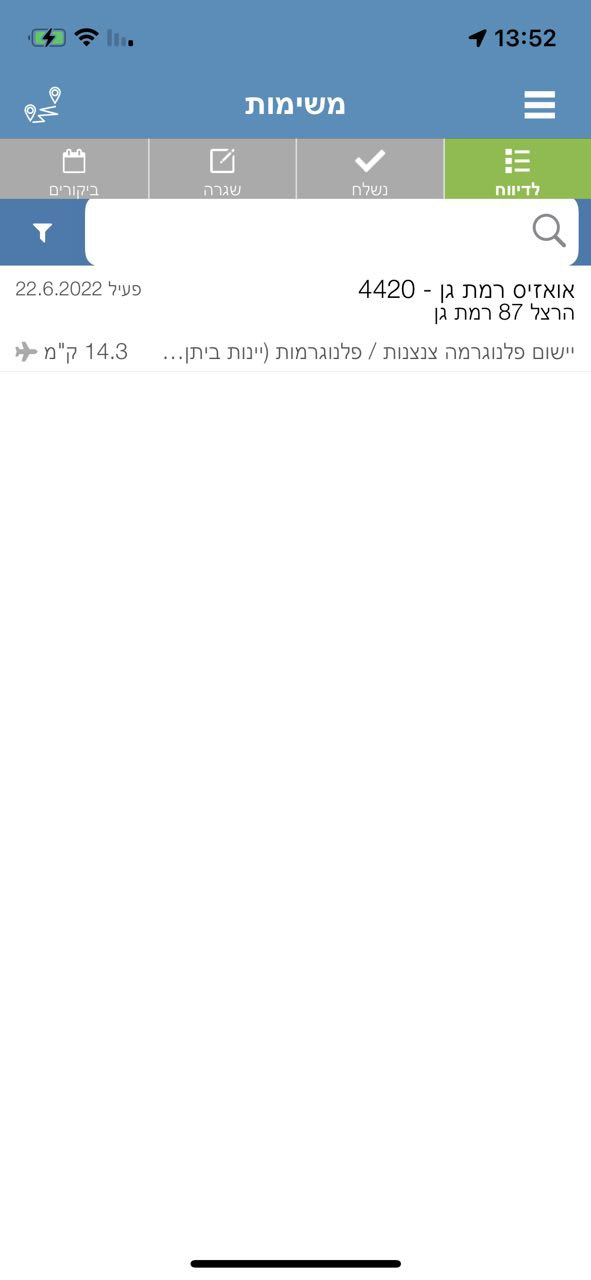 13:52
משימות
לדיווח
נשלח
שגרה
ביקורים
אואזיס רמת גן - 4420
פעיל 22.6.2022
הרצל 87 רמת גן
יישום פלנוגרמה צנצנות / פלנוגרמות (יינות ביתן...
14.3 ק"מ